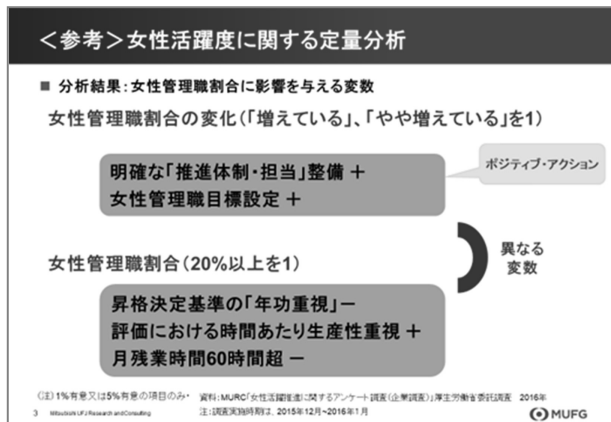 ＜参考＞女性活躍度に関する定量分析
■ 分析結果：女性管理職割合に影響を与える変数
女性管理職割合の変化（「増えている」、「やや増えている」を1）
明確な「推進体制・担当」整備 ＋
女性管理職目標設定 ＋
ポジティブ・アクション
異なる
変数
女性管理職割合（20%以上を1）
昇格決定基準の「年功重視」－
評価における時間あたり生産性重視 ＋
月残業時間60時間超 －
（注）1%有意又は5%有意の項目のみ・
資料：MURC「女性活躍推進に関するアンケート調査（企業調査）」厚生労働省委託調査　2016年
注：調査実施時期は、2015年12月~2016年1月
3 Mitsubishi UFJ Research and Consulting
MUFG